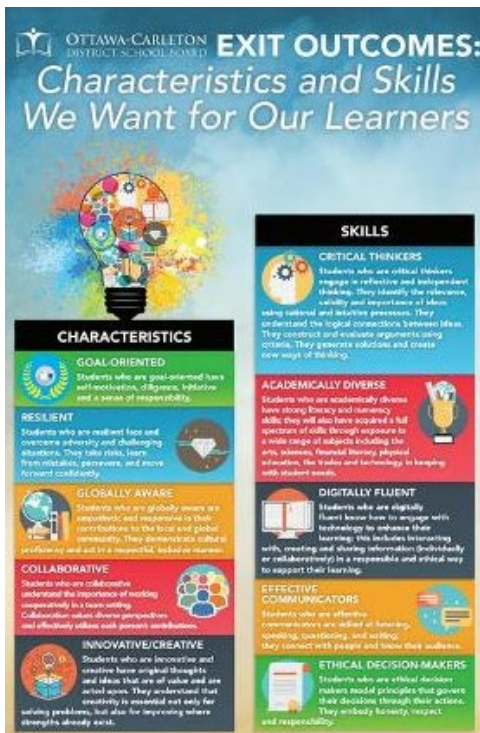 OTTAWA-CARLETON
DISTRICT SCHOOL BOARD
EXIT OUTCOMES:
Characteristics and Skills
We Want for Our Learners
CHARACTERISTICS
GOAL-ORIENTED
Students who are goal-oriented have
self-motivation, diligence, initiative
and a sense of responsibility.
RESILIENT
Students who are resilient face and
overcome adversity and challenging
situations. They take risks, learn
from mistakes, persevere, and move
forward confidently.
GLOBALLY AWARE
Students who are globally aware are
empathetic and responsive in their
contributions to the local and global
community. They demonstrate cultural
proficiency and act in a respectful, inclusive manner.
COLLABORATIVE
Students who are collaborative
understand the importance of working
cooperatively in a team setting.
Collaboration values diverse perspectives
and effectively utilizes each person's contributions.
INNOVATIVE/CREATIVE
Students who are innovative and
creative have original thoughts
and ideas that are of value and are
acted upon. They understand that
creativity is essential not only for
solving problems, but also for improving where
strengths already exist.
SKILLS
CRITICAL THINKERS
Students who are critical thinkers
engage in reflective and independent
thinking. They identify the relevance,
validity and importance of ideas
using rational and intuitive processes. They
understand the logical connections between ideas.
They construct and evaluate arguments using
criteria. They generate solutions and create
new ways of thinking.
ACADEMICALLY DIVERSE
Students who are academically diverse
have strong literacy and numeracy
skills; they will also have acquired a full
spectrum of skills through exposure to
a wide range of subjects including the
arts, sciences, financial literacy, physical
education, the trades and technology, in keeping
with student needs.
DIGITALLY FLUENT
Students who are digitally
fluent know how to engage with
technology to enhance their
learning; this includes interacting
with, creating and sharing information (individually
or collaboratively) in a responsible and ethical way
to support their learning.
EFFECTIVE
COMMUNICATORS
Students who are effective
communicators are skilled at listening,
speaking, questioning, and writing;
they connect with people and know their audience.
ETHICAL DECISION-MAKERS
Students who are ethical decision
makers model principles that govern
their decisions through their actions.
They embody honesty, respect
and responsibility.